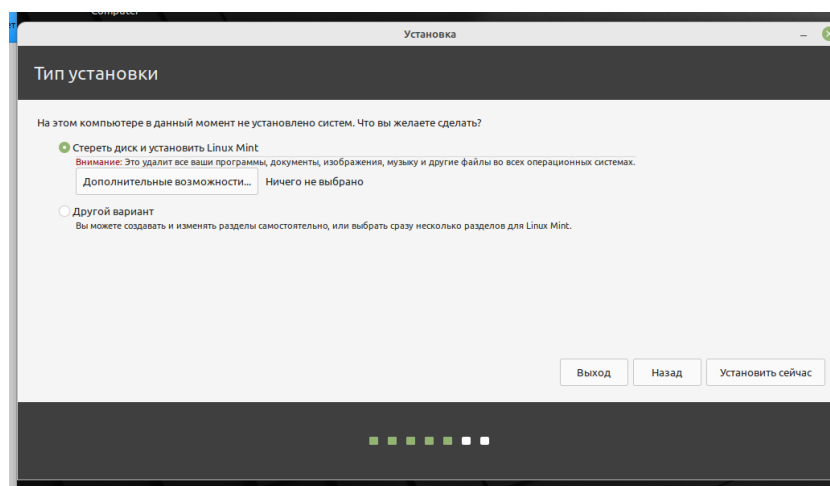 Computer
Установка
Тип установки
На этом компьютере в данный момент не установлено систем. Что вы желаете сделать?
Стереть диск и установить Linux Mint
Внимание: Это удалит все ваши программы, документы, изображения, музыку и другие файлы во всех операционных системах.
Дополнительные возможности... Ничего не выбрано
Другой вариант
Вы можете создавать и изменять разделы самостоятельно, или выбрать сразу несколько разделов для Linux Mint.
Выход Назад Установить сейчас